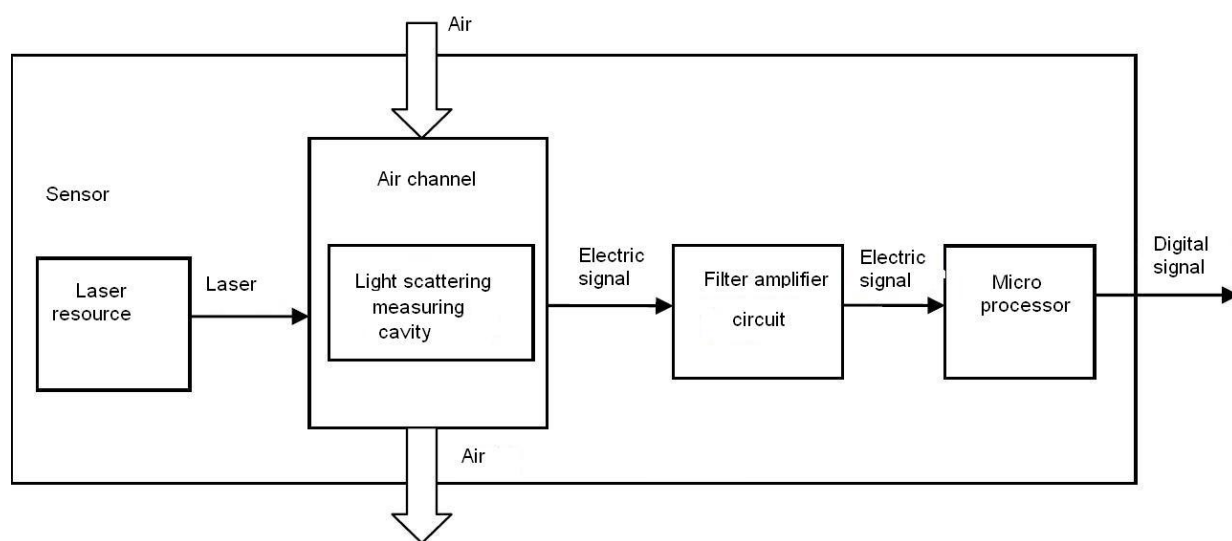 Air
Sensor
Air channel
Laser
resource
Laser
Light scattering
measuring
cavity
Electric
signal
Filter amplifier
circuit
Electric
signal
Micro
processor
Digital
signal
Air